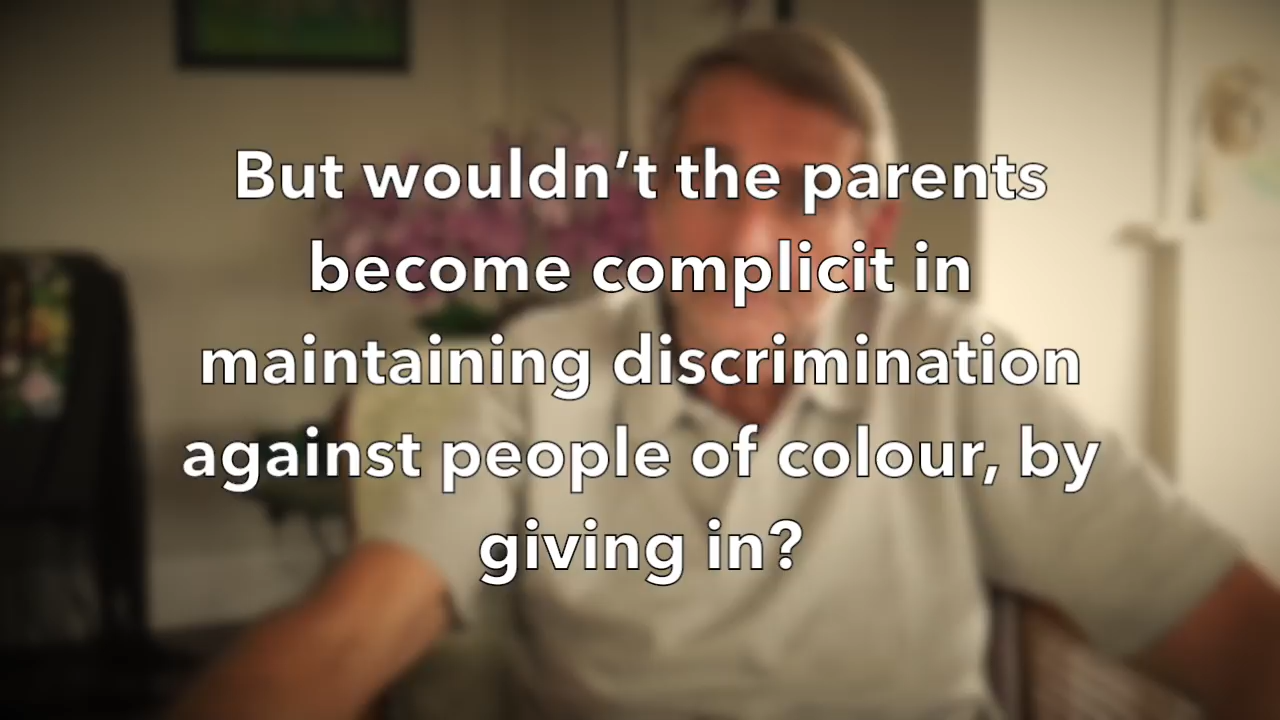 But wouldn’t the parents
become complicit in
maintaining discrimination
against people of colour, by
giving in?